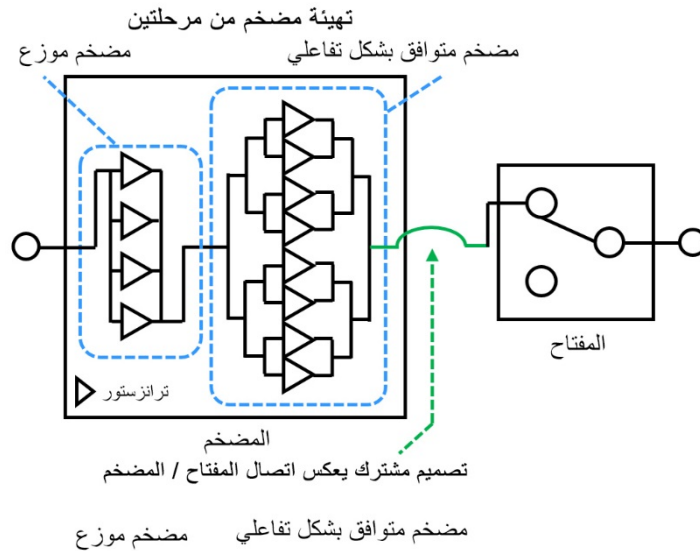 تهيئة مضخم من مرحلتين
مضخم موزع
مضخم متوافق بشكل تفاعلي
ترانزستور
المضخم
المفتاح
تصميم مشترك يعكس اتصال المفتاح / المضخم
مضخم متوافق بشكل تفاعلي
مضخم موزع